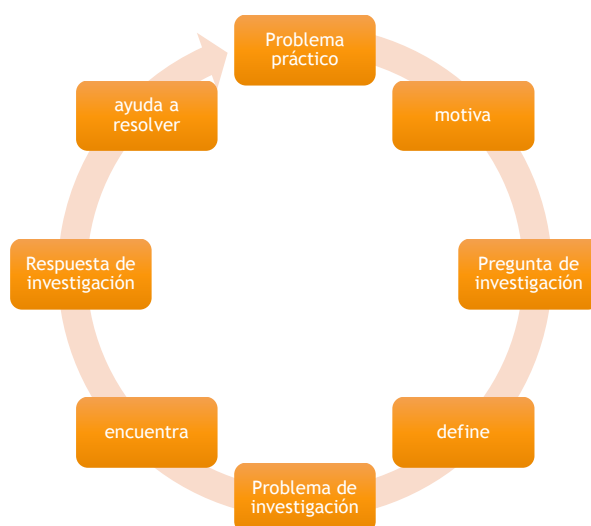 Problema
práctico
motiva
Pregunta de
investigación
define
Problema de
investigación
encuentra
Respuesta de
investigación
ayuda a
resolver